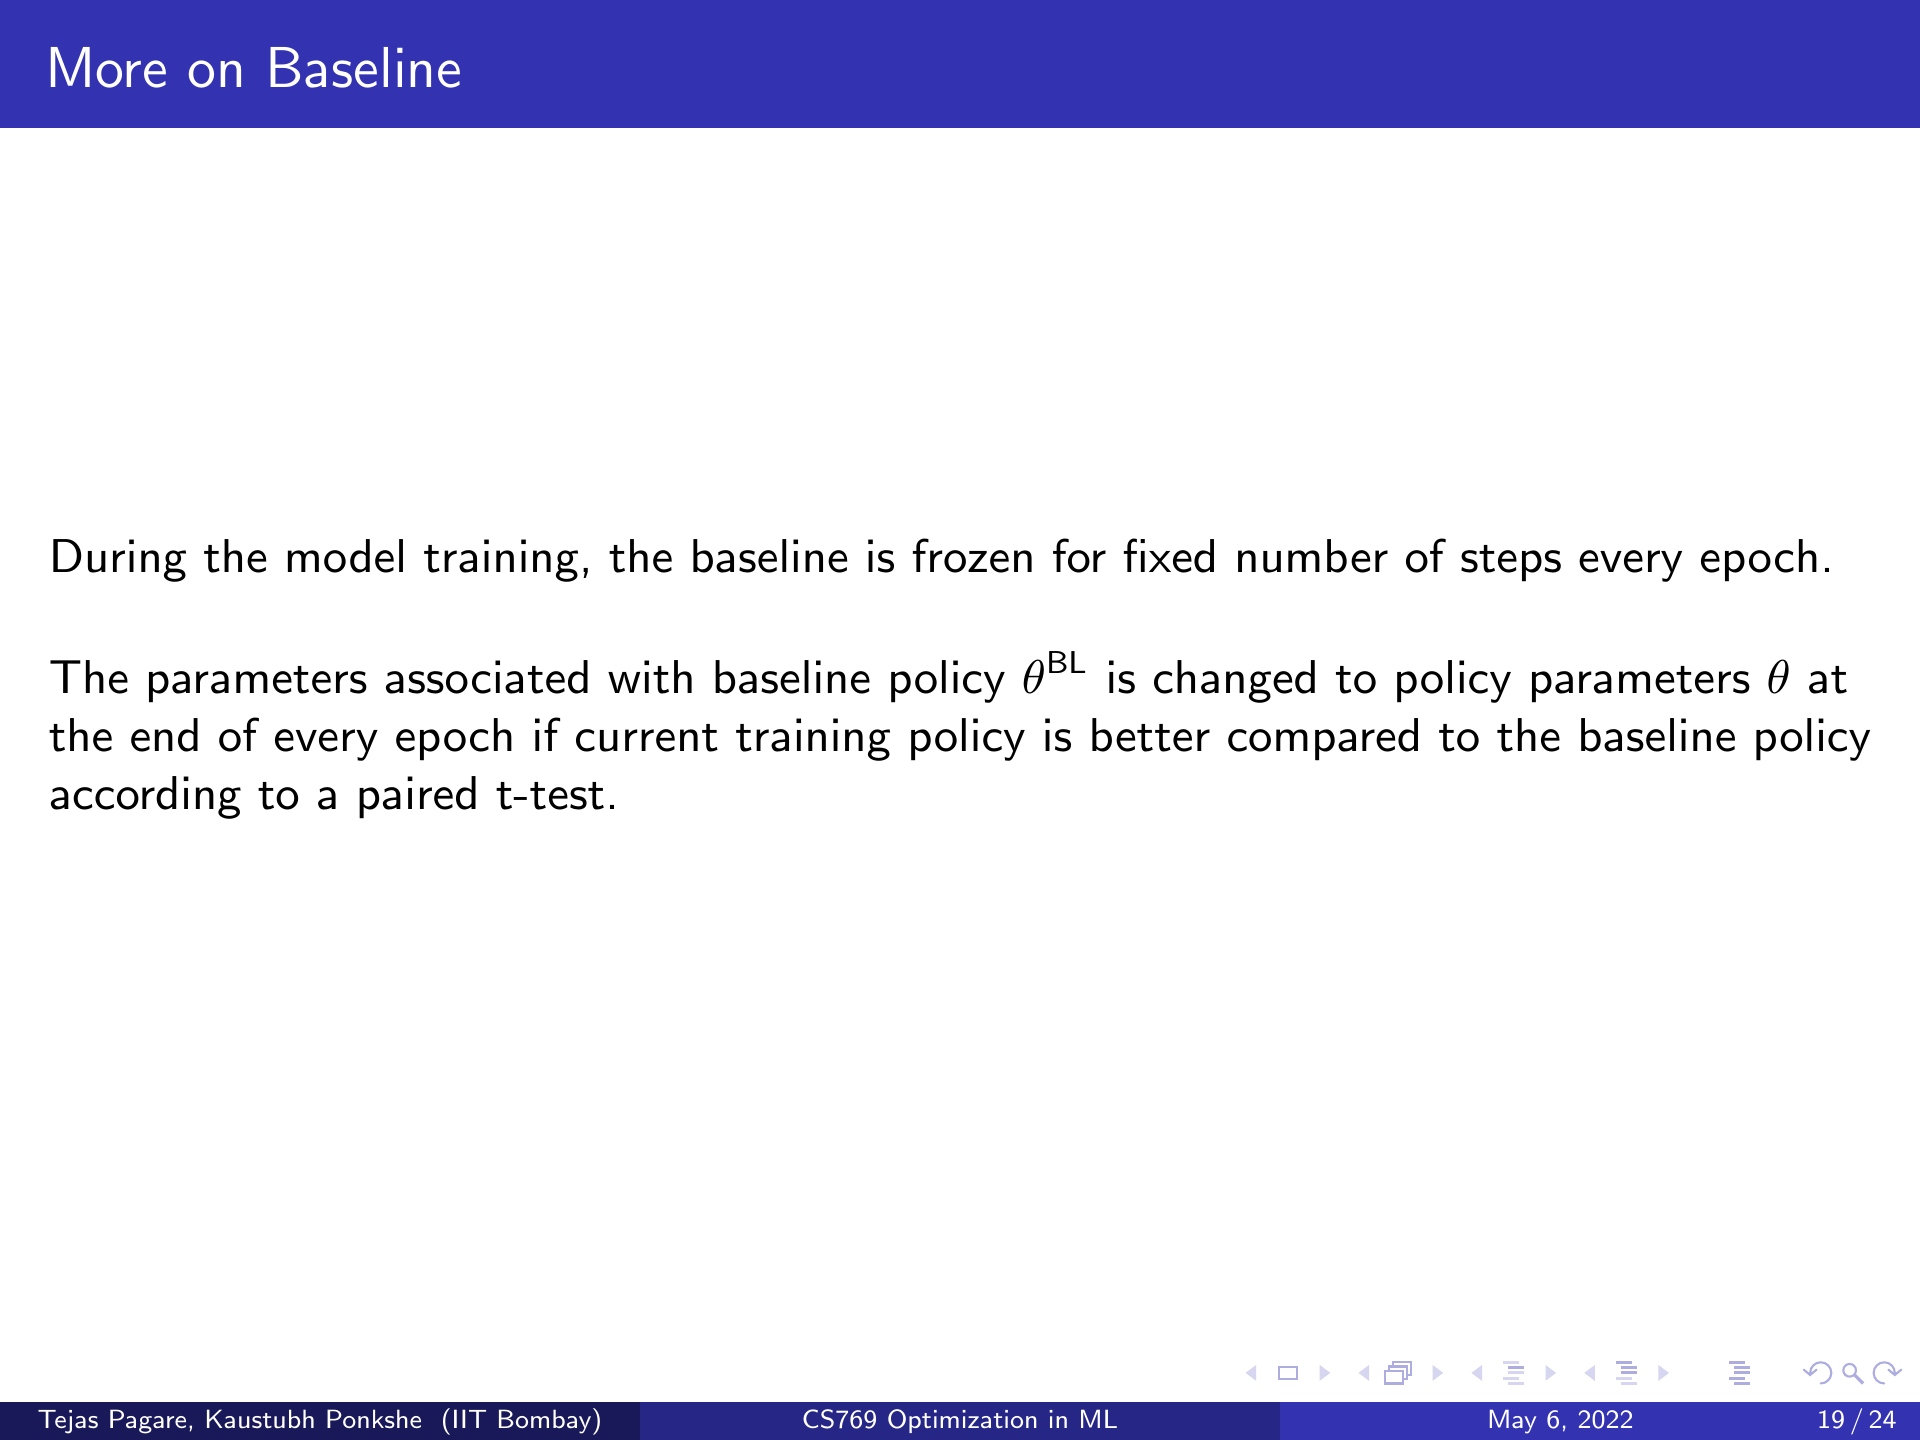 More on Baseline
During the model training, the baseline is frozen for fixed number of steps every epoch.
The parameters associated with baseline policy θ^BL is changed to policy parameters θ at
the end of every epoch if current training policy is better compared to the baseline policy
according to a paired t-test.
Tejas Pagare, Kaustubh Ponkshe (IIT Bombay) CS769 Optimization in ML May 6, 2022 19 / 24